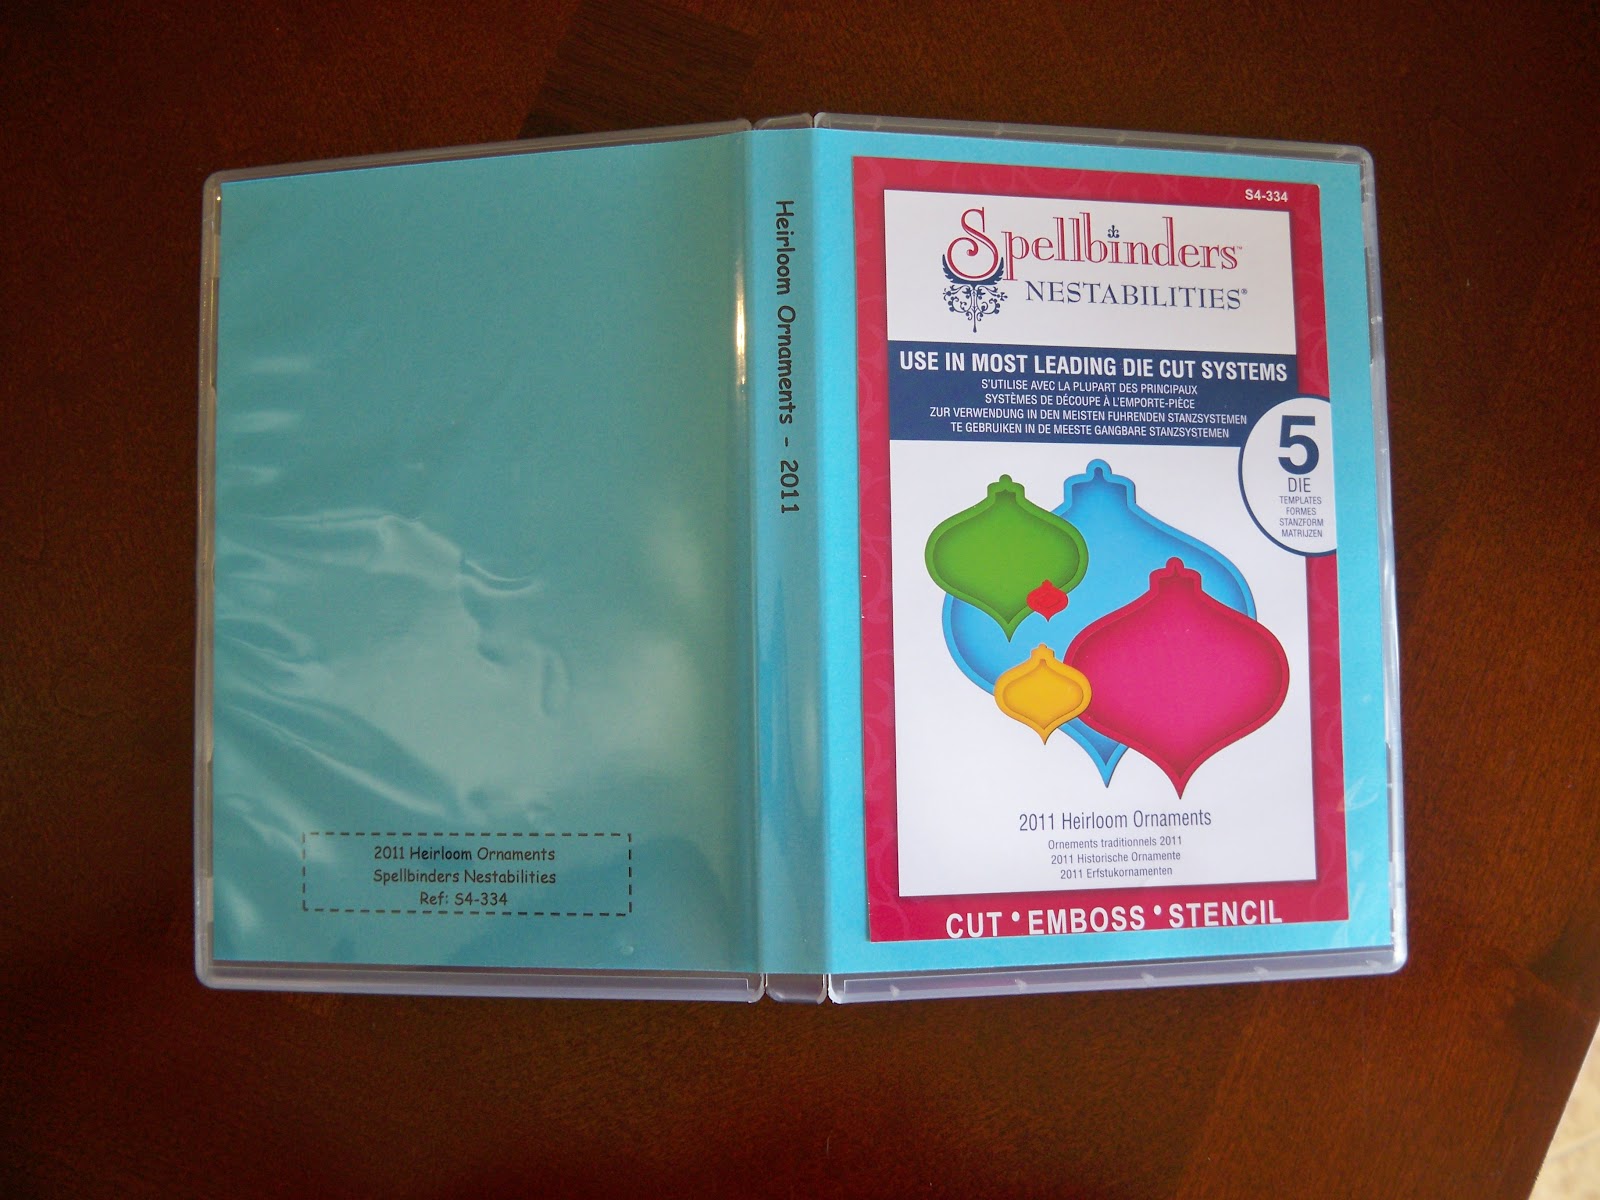 2011 Heirloom Ornaments
Spellbinders Nestabilities
Ref: S4-334
Heirloom Ornaments - 2011
S4-334
Spellbinders™
NESTABILITIES®
USE IN MOST LEADING DIE CUT SYSTEMS
S'UTILISE AVEC LA PLUPART DES PRINCIPAUX
SYSTÈMES DE DÉCOUPE À L'EMPORTE-PIÈCE
ZUR VERWENDUNG IN DEN MEISTEN FUHRENDEN STANZSYSTEMEN
TE GEBRUIKEN IN DE MEESTE GANGBARE STANZSYSTEMEN
5
DIE
TEMPLATES
FORMES
STANZFORM
MATRIJZEN
2011 Heirloom Ornaments
Ornements traditionnels 2011
2011 Historische Ornamente
2011 Erfstukornamenten
CUT • EMBOSS • STENCIL